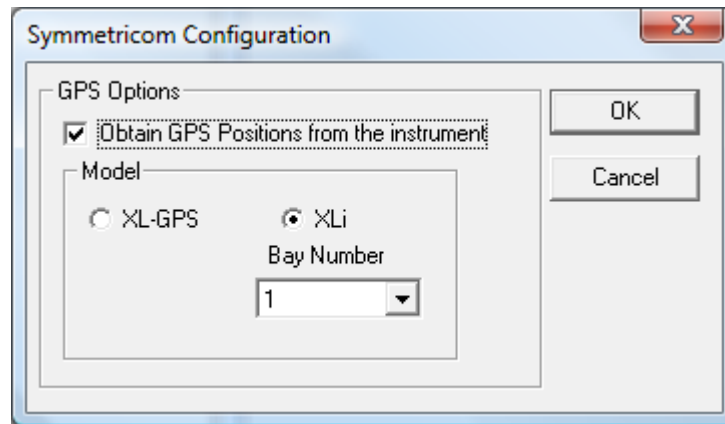 Symmetricom Configuration
GPS Options
Obtain GPS Positions from the instrument
OK
Model
Cancel
XL-GPS
XLi
Bay Number
1